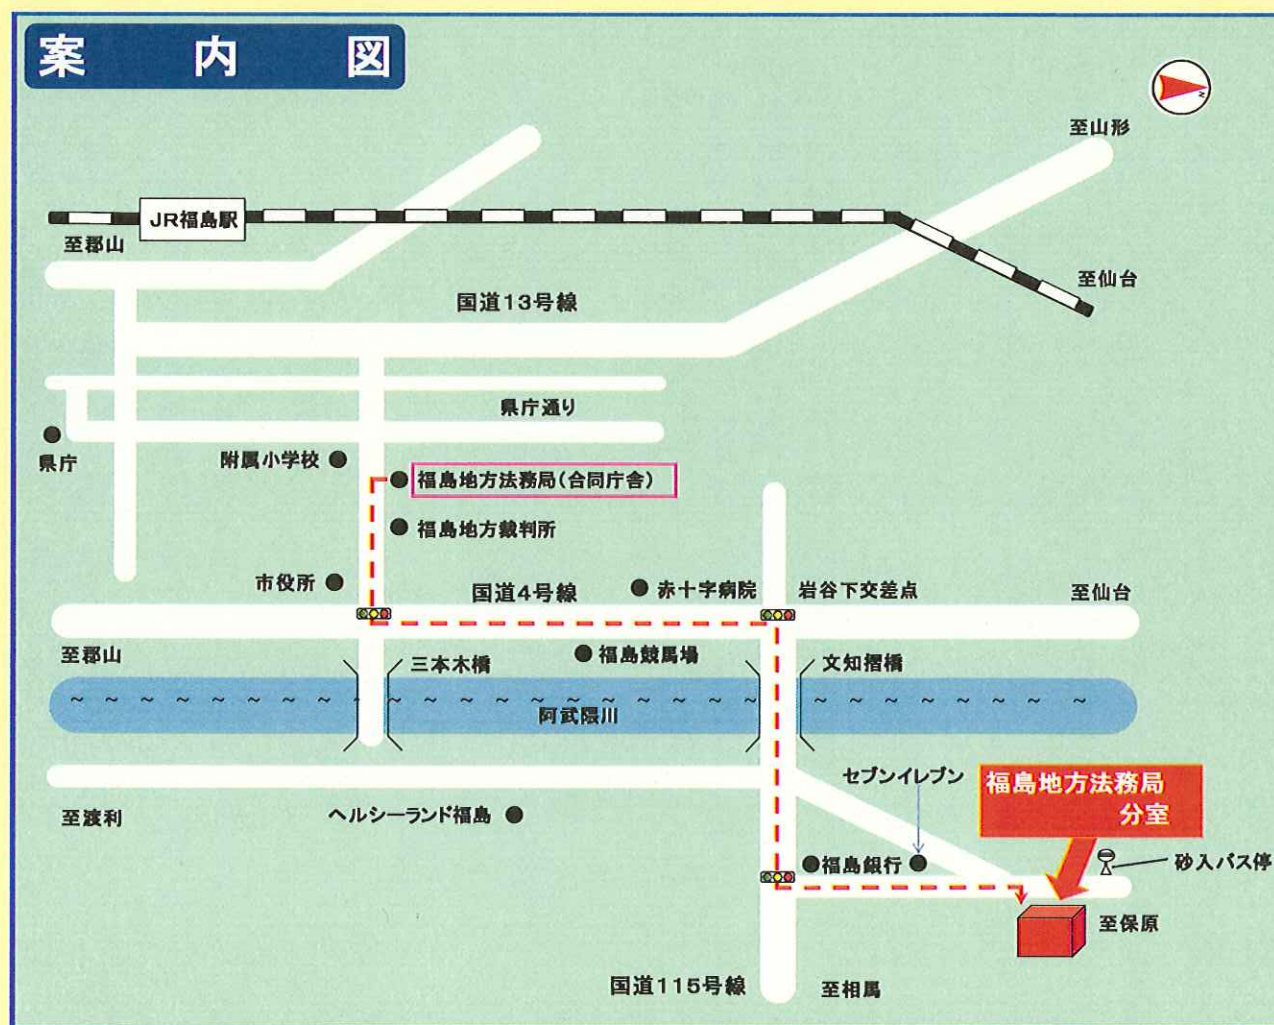 案 内 図
N
至山形
JR福島駅
至郡山
至仙台
国道13号線
県庁通り
県庁
附属小学校
福島地方法務局(合同庁舎)
福島地方裁判所
市役所
国道4号線
赤十字病院
岩谷下交差点
至仙台
至郡山
三本木橋
福島競馬場
文知摺橋
阿武隈川
セブンイレブン
福島地方法務局
分室
至渡利
ヘルシーランド福島
福島銀行
砂入バス停
至保原
国道115号線
至相馬